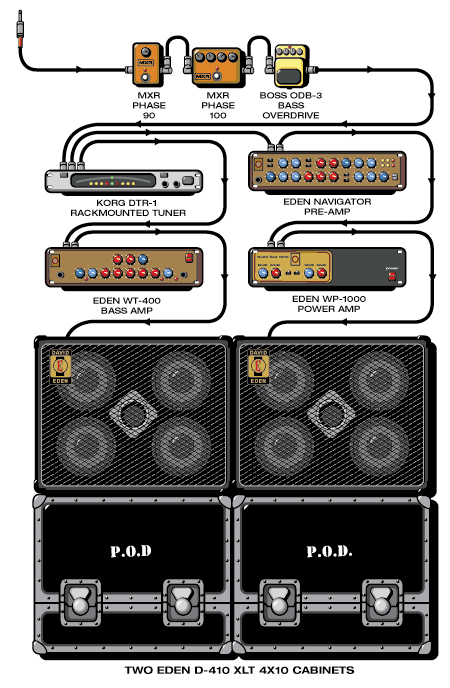 MXR
MXR
MXR
PHASE
90
MXR
PHASE
100
BOSS ODB-3
BASS
OVERDRIVE
KORG DTR-1
RACKMOUNTED TUNER
EDEN NAVIGATOR
PRE-AMP
EDEN WT-400
BASS AMP
EDEN WP-1000
POWER AMP
DAVID
E
EDEN
DAVID
E
EDEN
P.O.D
P.O.D.
TWO EDEN D-410 XLT 4X10 CABINETS